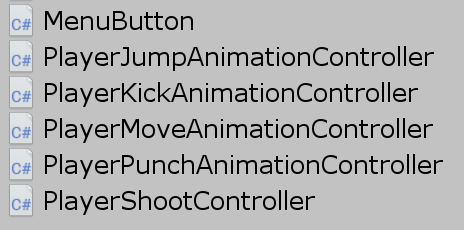 C# MenuButton
C# PlayerJumpAnimationController
C# PlayerKickAnimationController
C# PlayerMoveAnimationController
C# PlayerPunchAnimationController
C# PlayerShootController